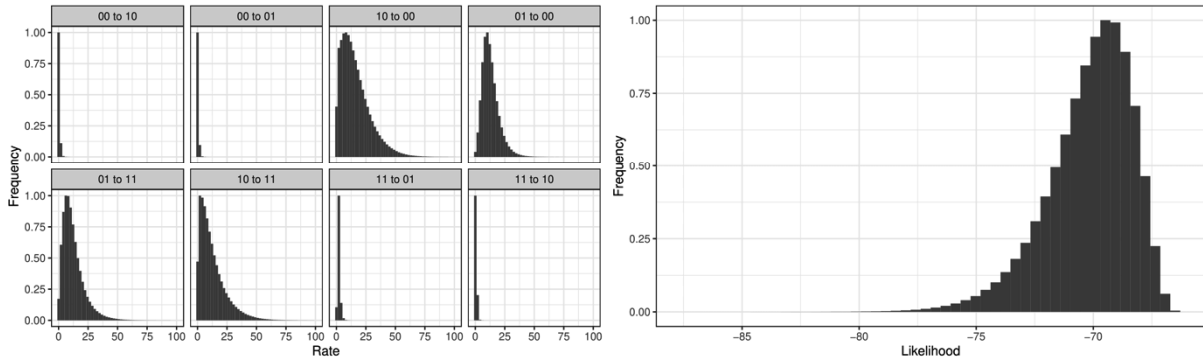 00 to 10
00 to 01
10 to 00
01 to 00
1.00
0.75
0.50
0.25
0.00
01 to 11
10 to 11
11 to 01
11 to 10
1.00
0.75
0.50
0.25
0.00
Frequency
0 25 50 75 100
0 25 50 75 100
0 25 50 75 100
0 25 50 75 100
Rate
1.00
0.75
0.50
0.25
0.00
Frequency
−85 −80 −75 −70
Likelihood